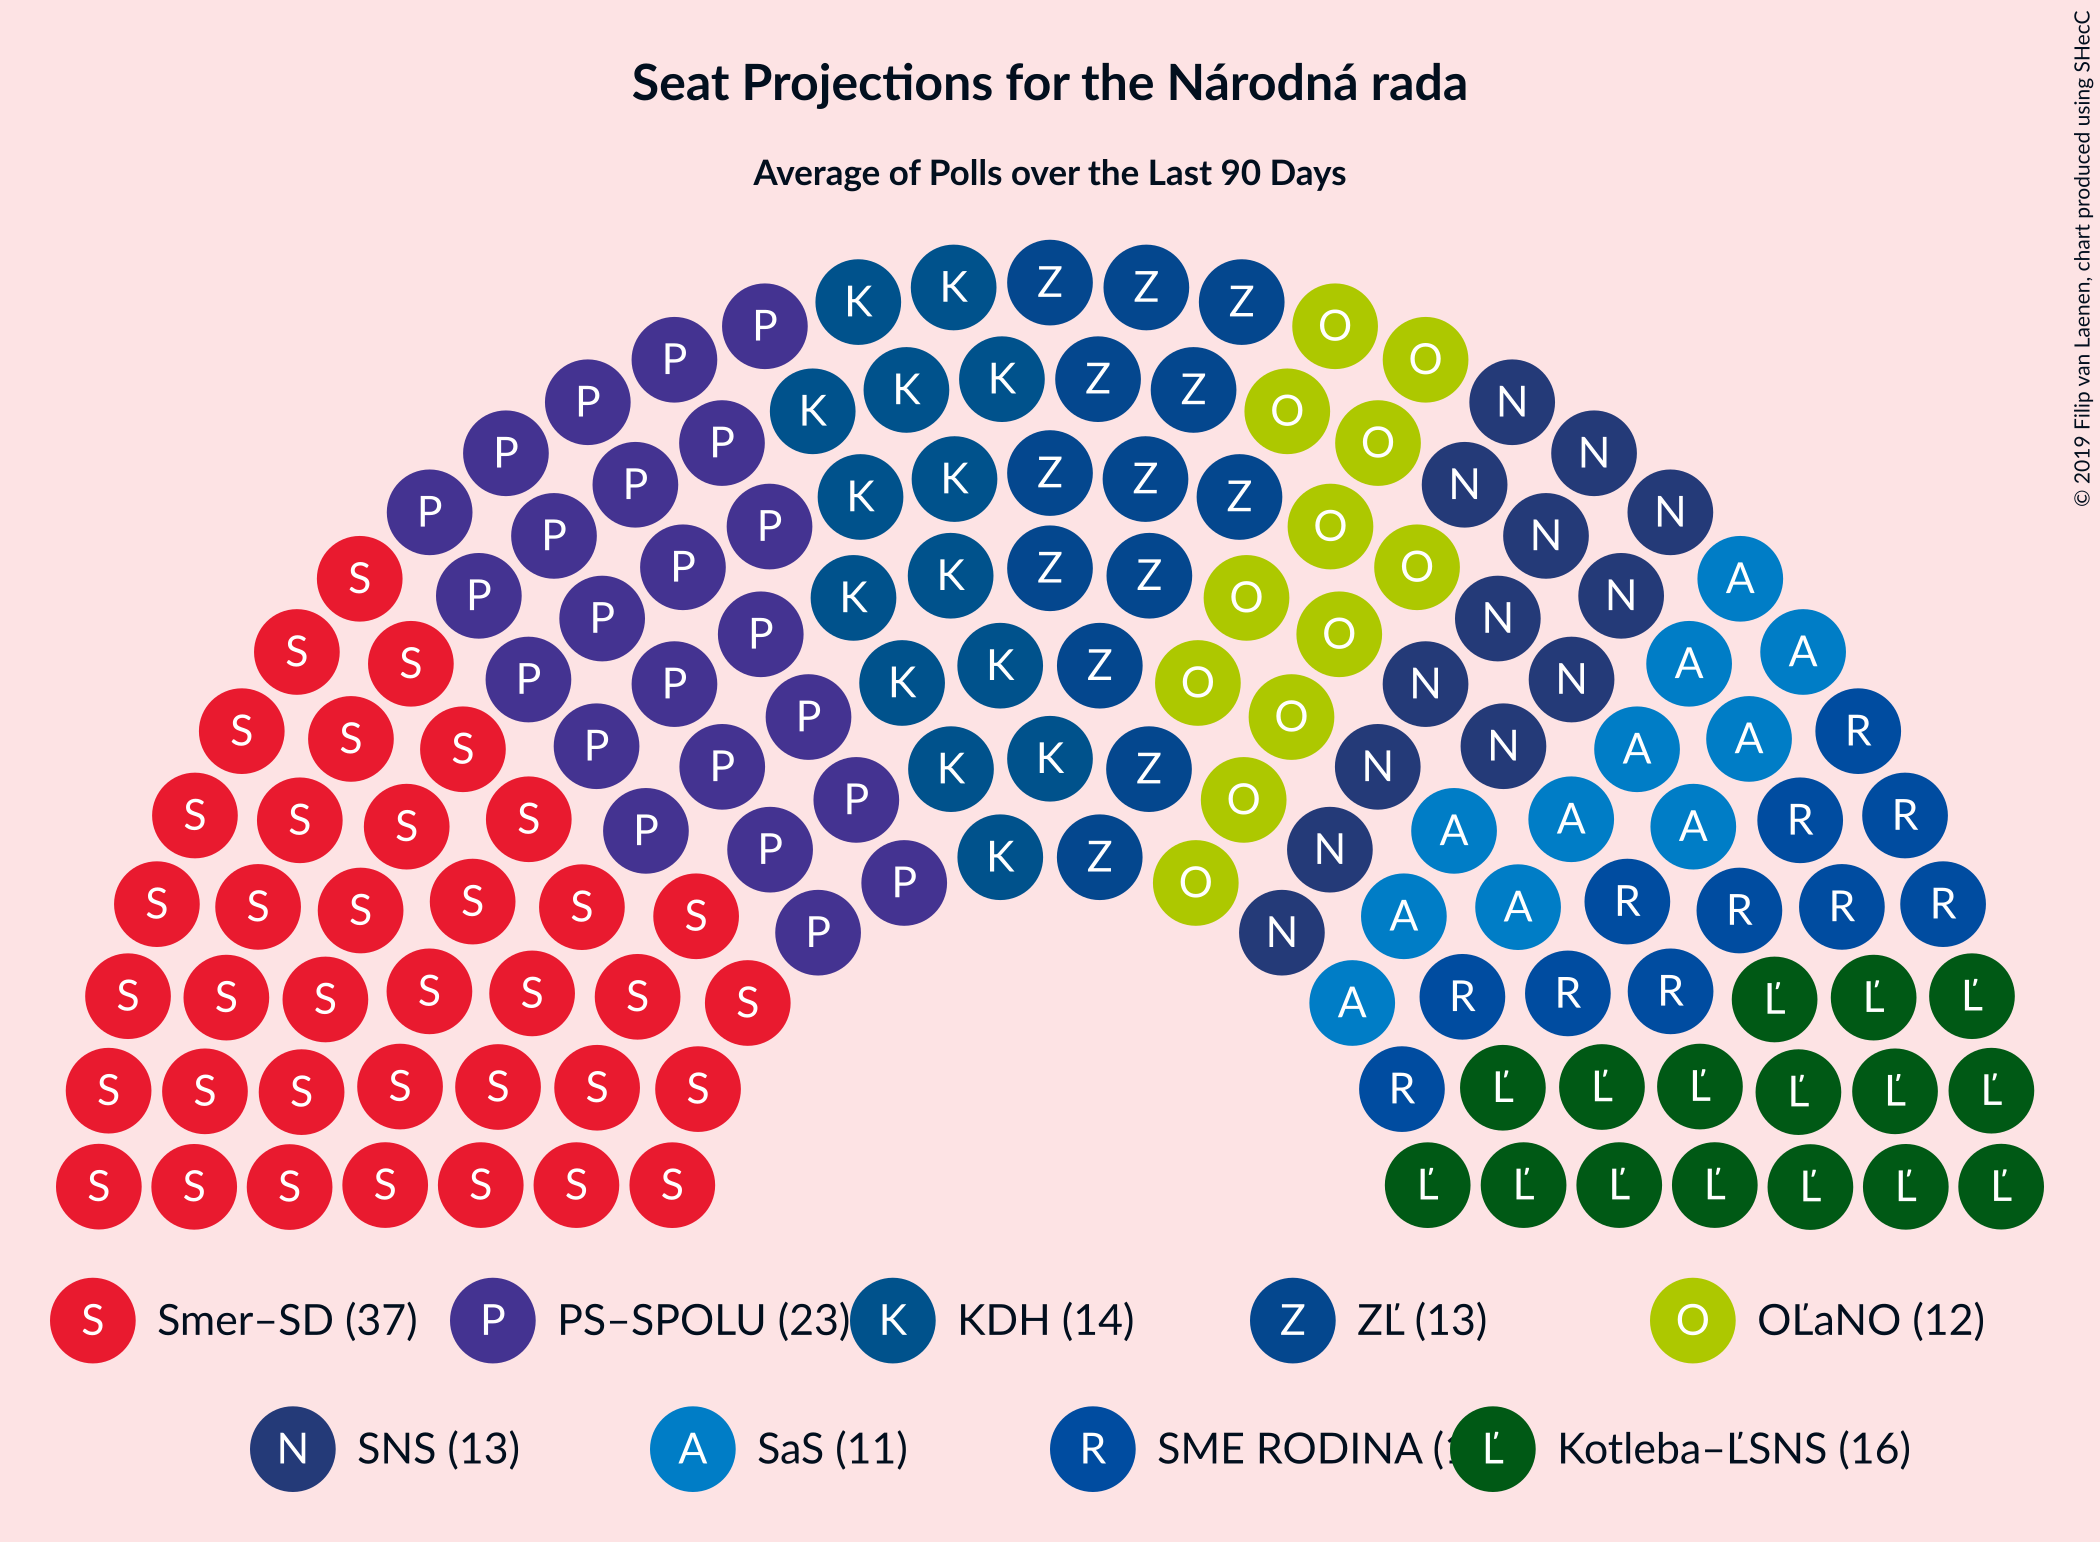 Seat Projections for the Národná rada
Average of Polls over the Last 90 Days
© 2019 Filip van Laenen, chart produced using SHecC
K K Z Z Z
P O
P O
P K K K Z Z O N
P P O N
P P K K Z Z Z O N N
P P O N
S P P K K Z Z O O N N A
S S P P P K K Z O O N N A A
S S S P P P K K Z O O N N A A R
S S S S P P P K Z O N A A A R R
S S S S S S P P O N A A R R R R
S S S S S S S A R R R Ľ Ľ Ľ
S S S S S S S R Ľ Ľ Ľ Ľ Ľ Ľ
S S S S S S S Ľ Ľ Ľ Ľ Ľ Ľ Ľ
S Smer–SD (37) P PS–SPOLU (23) K KDH (14) Z ZĽ (13) O OĽaNO (12)
N SNS (13) A SaS (11) R SME RODINA ( Ľ Kotleba–ĽSNS (16)